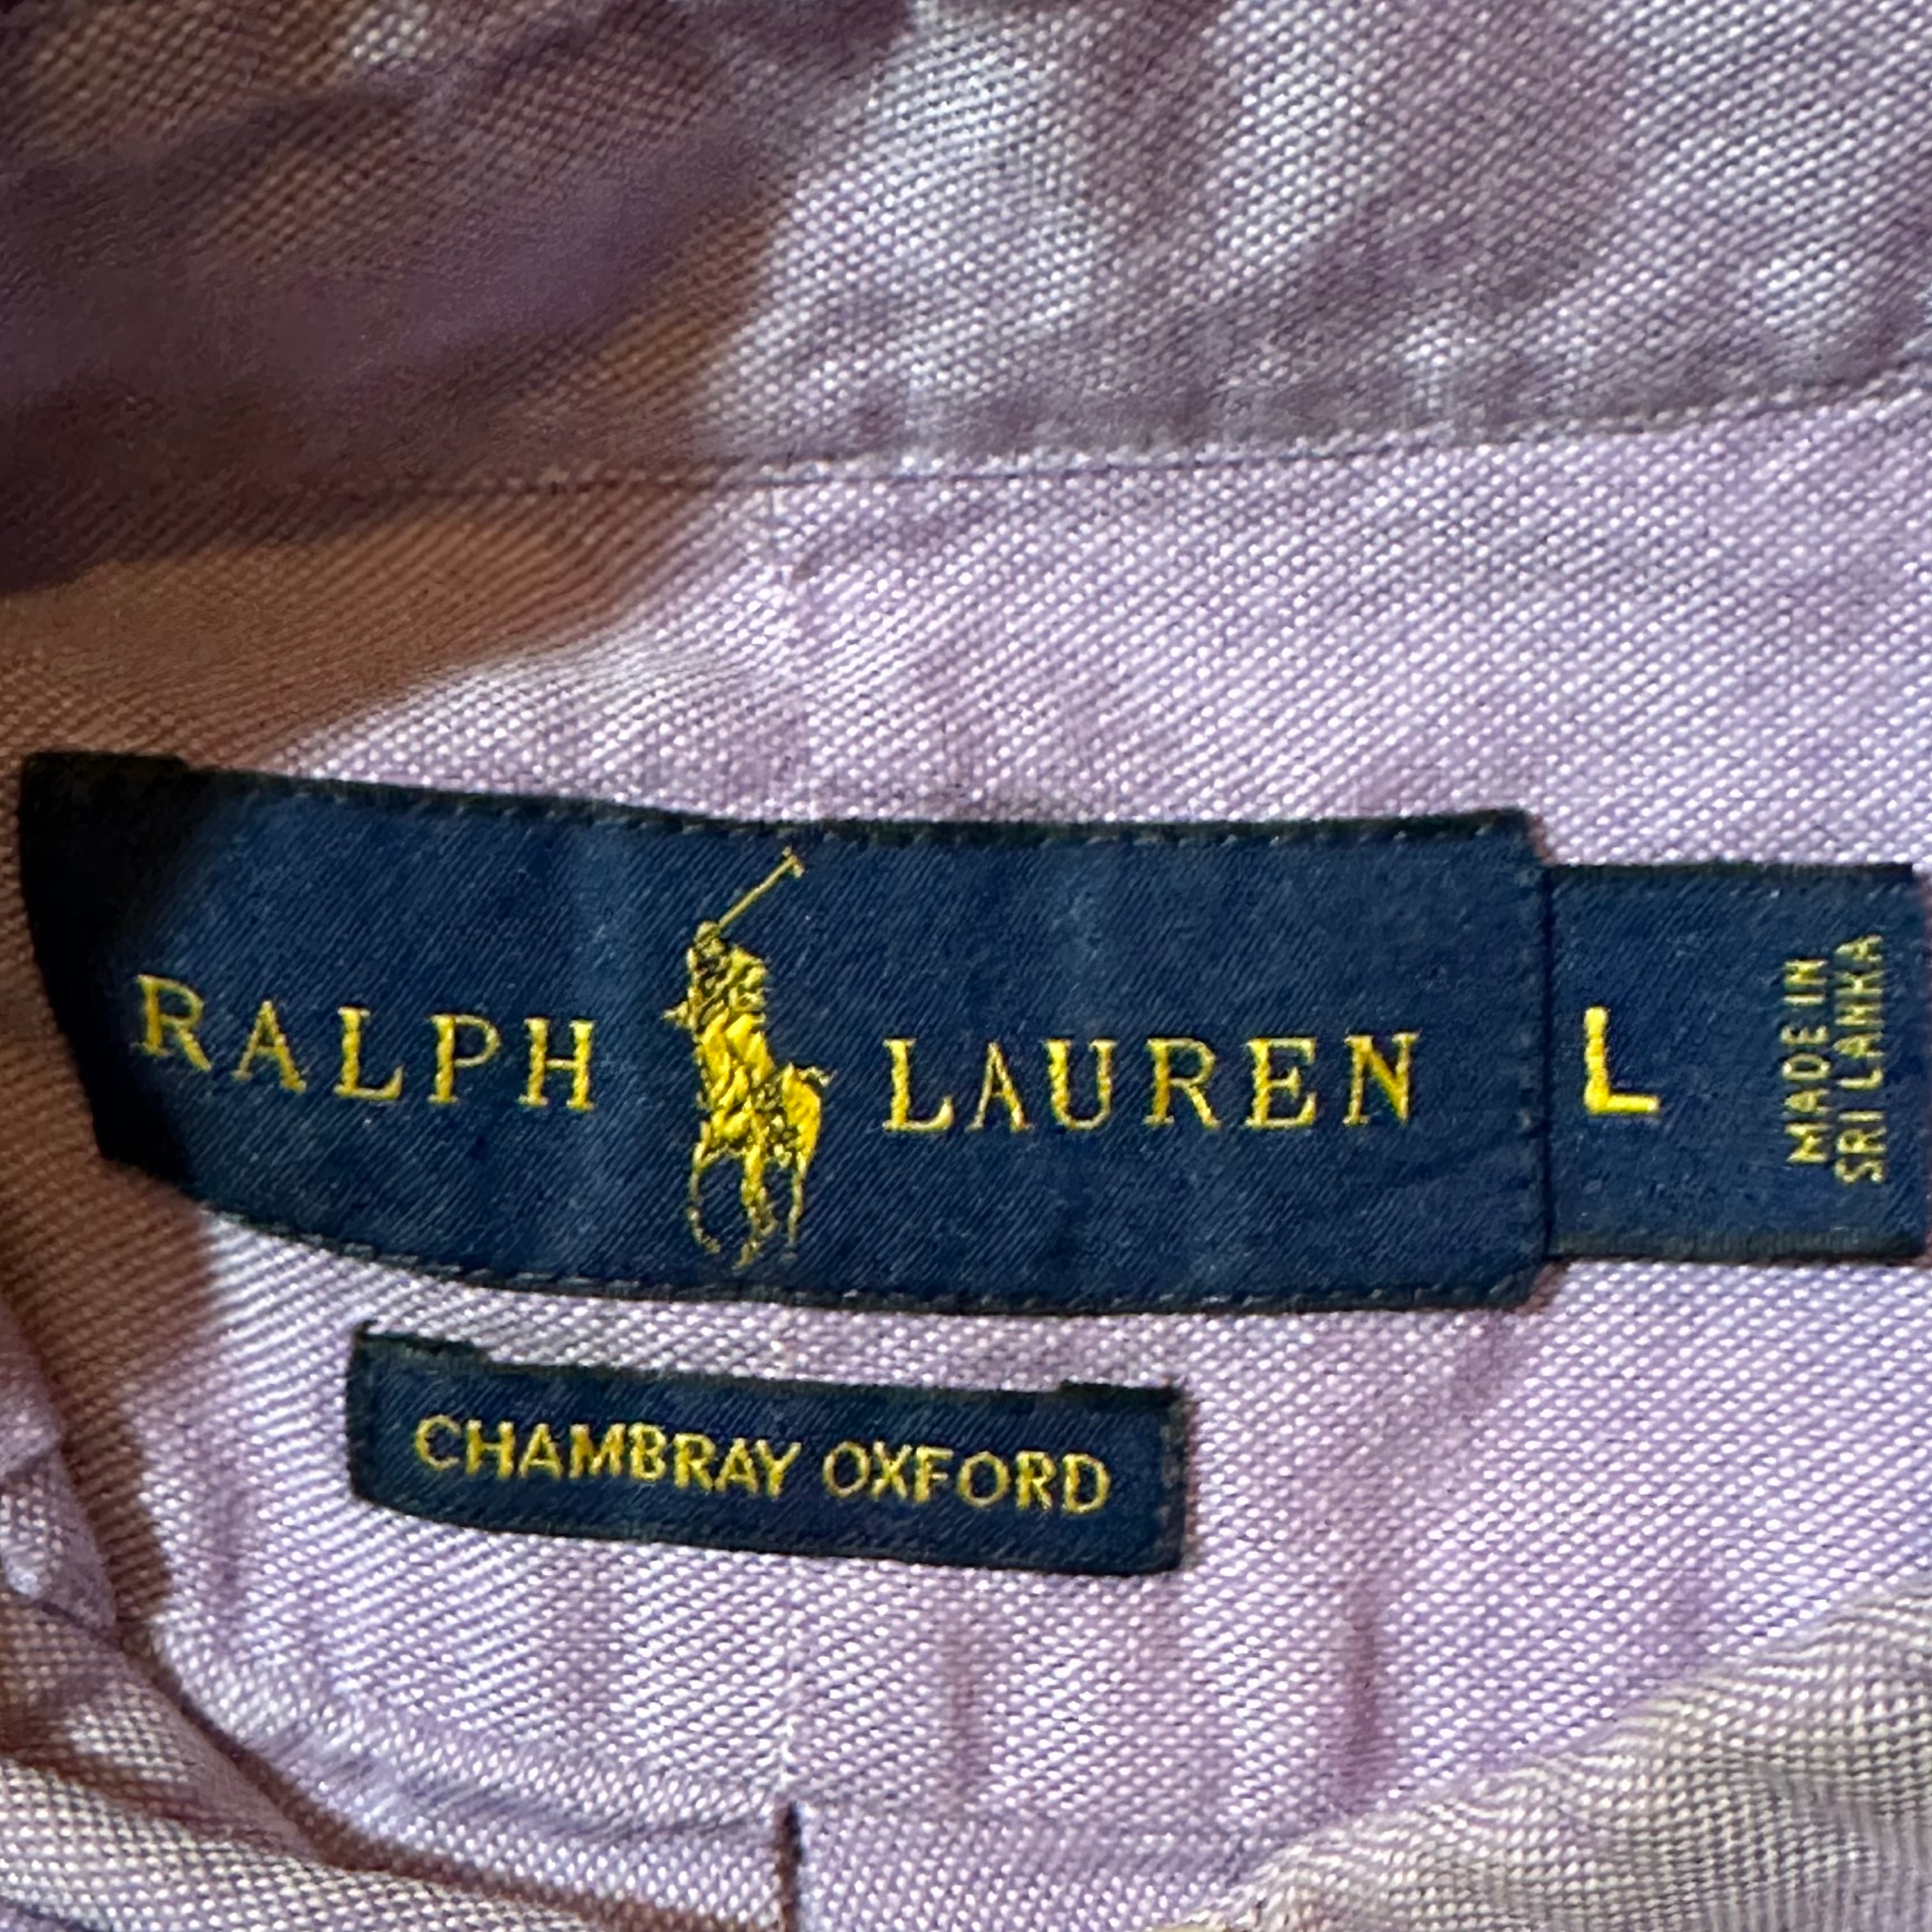 RALPH LAUREN
L
MADE IN
SRI LANKA
CHAMBRAY OXFORD